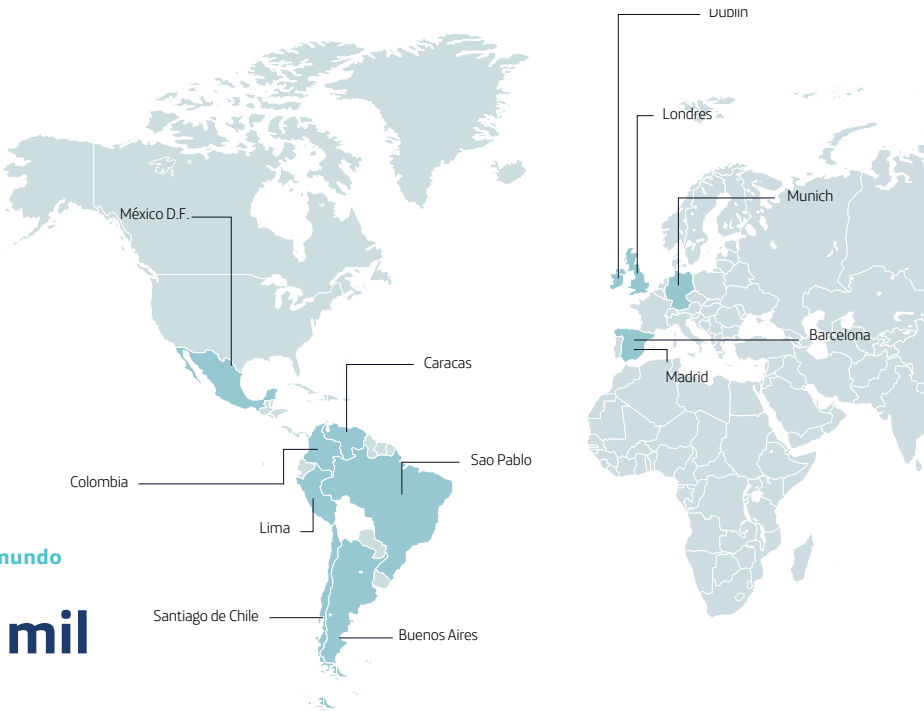 Dublin
Londres
México D.F.
Munich
Barcelona
Caracas
Madrid
Sao Pablo
Colombia
Lima
mundo
Santiago de Chile
mil
Buenos Aires